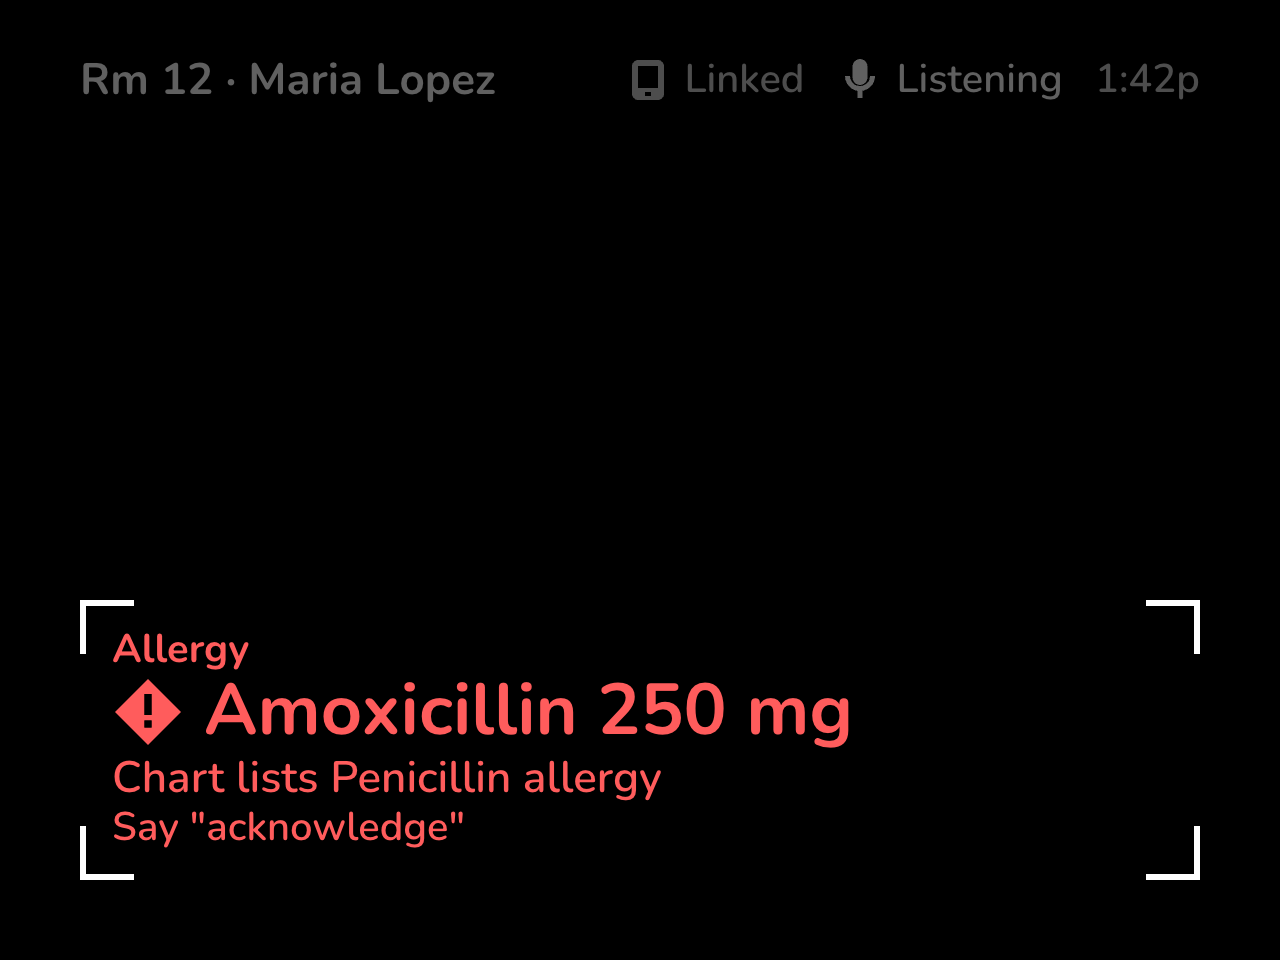 Rm 12 · Maria Lopez Linked Listening 1:42p
Allergy
Amoxicillin 250 mg
Chart lists Penicillin allergy
Say "acknowledge"